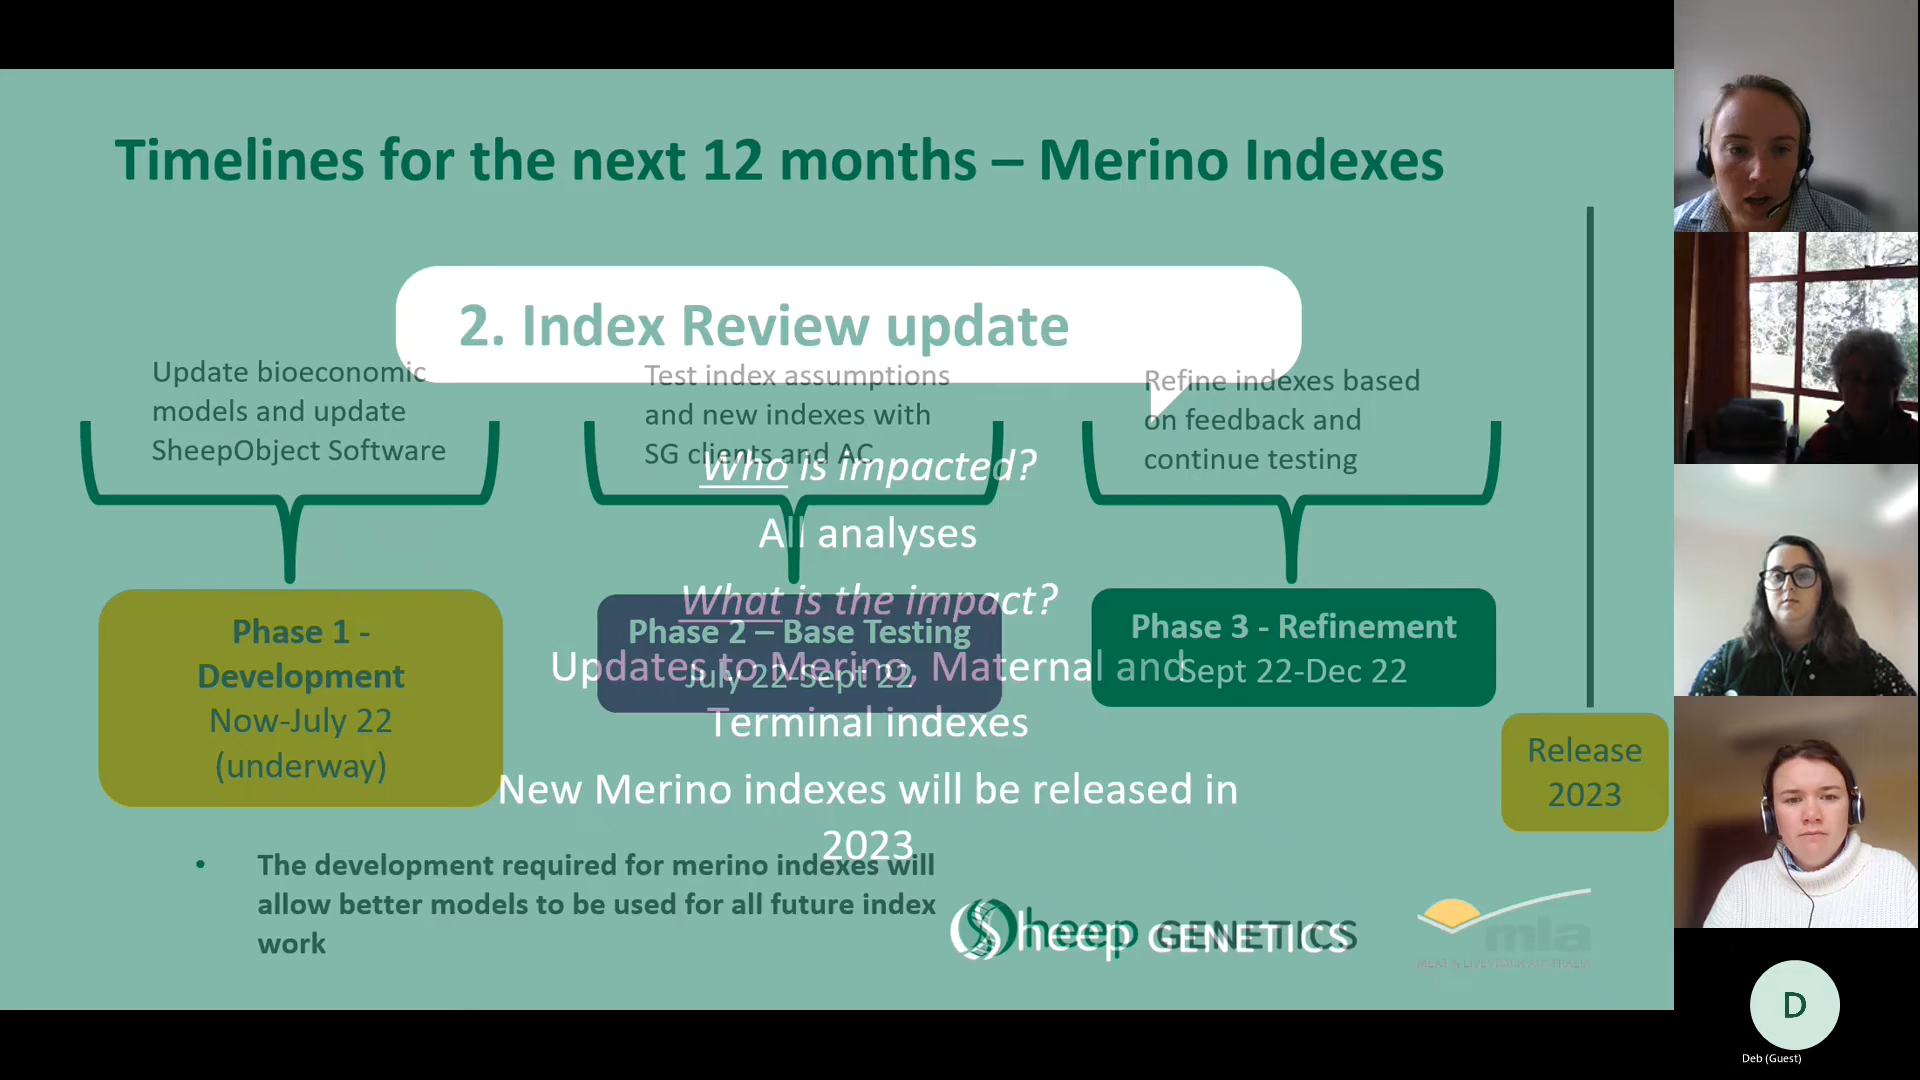 Timelines for the next 12 months – Merino Indexes
2. Index Review update
Update bioeconomic
models and update
SheepObject Software
Test index assumptions
and new indexes with
SG clients and AC
Refine indexes based
on feedback and
continue testing
Who is impacted?
All analyses
What is the impact?
Updates to Merino, Maternal and
Terminal indexes
New Merino indexes will be released in
2023
Phase 1 -
Development
Now-July 22
(underway)
Phase 2 – Base Testing
July 22-Sept 22
Phase 3 - Refinement
Sept 22-Dec 22
Release
2023
• The development required for merino indexes will
allow better models to be used for all future index
work
Sheep GENETICS
mla
MEAT & LIVESTOCK AUSTRALIA
D
Deb (Guest)